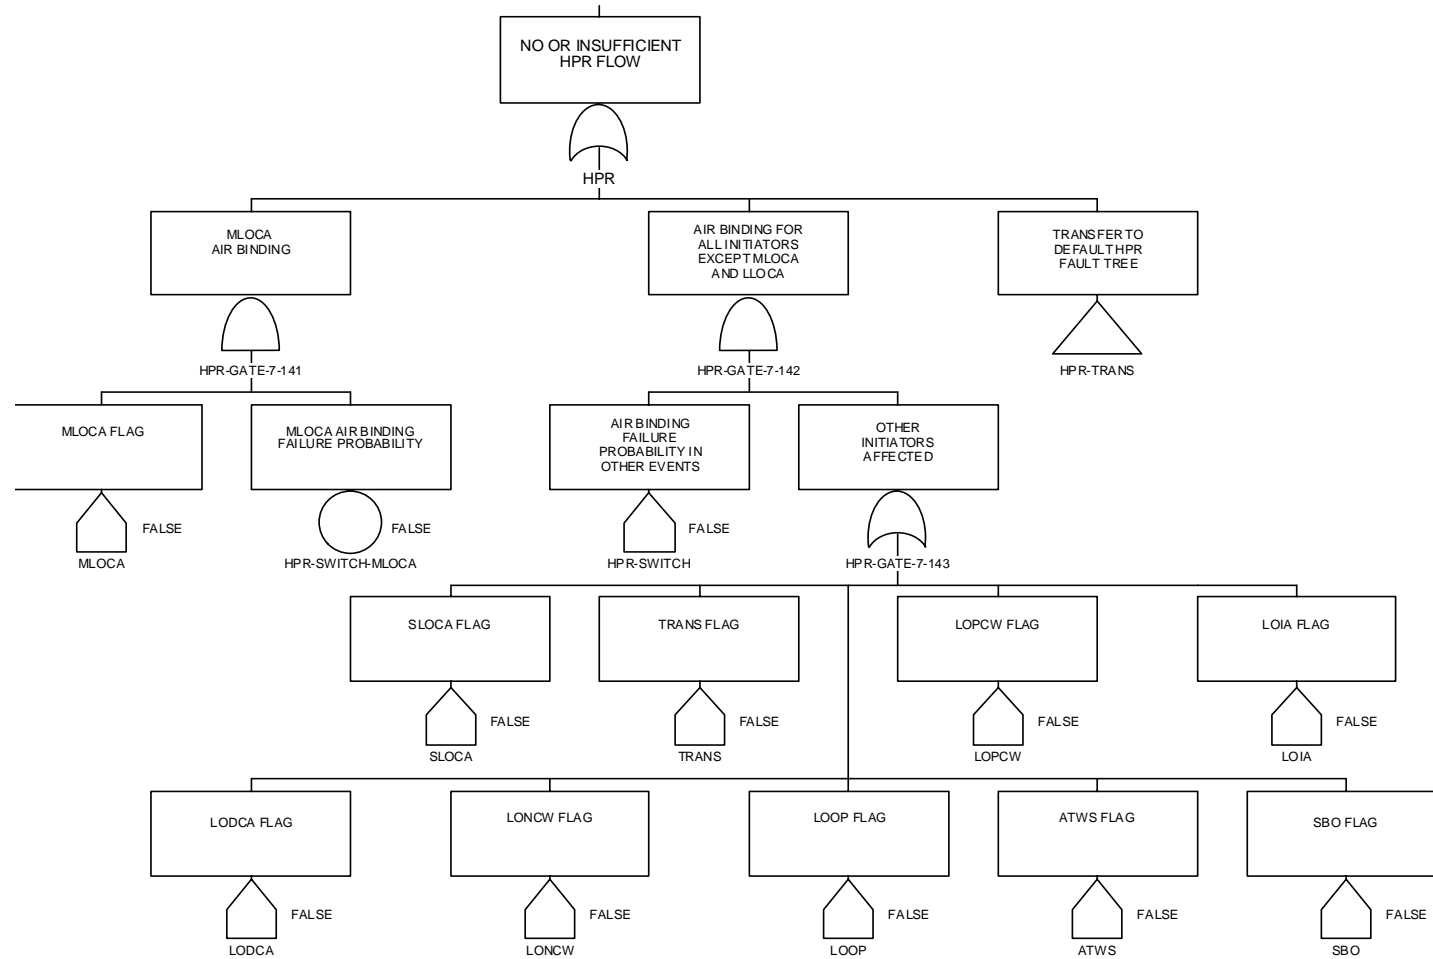 NO OR INSUFFICIENT
HPR FLOW
HPR
MLOCA
AIR BINDING
AIR BINDING FOR
ALL INITIATORS
EXCEPT MLOCA
AND LLOCA
TRANSFER TO
DEFAULT HPR
FAULT TREE
HPR-GATE-7-141
HPR-GATE-7-142
HPR-TRANS
MLOCA FLAG
MLOCA AIR BINDING
FAILURE PROBABILITY
AIR BINDING
FAILURE
PROBABILITY IN
OTHER EVENTS
OTHER
INITIATORS
AFFECTED
FALSE
FALSE
FALSE
MLOCA
HPR-SWITCH-MLOCA
HPR-SWITCH
HPR-GATE-7-143
SLOCA FLAG
TRANS FLAG
LOPCW FLAG
LOIA FLAG
FALSE
FALSE
FALSE
FALSE
SLOCA
TRANS
LOPCW
LOIA
LODCA FLAG
LONCW FLAG
LOOP FLAG
ATWS FLAG
SBO FLAG
FALSE
FALSE
FALSE
FALSE
FALSE
LODCA
LONCW
LOOP
ATWS
SBO